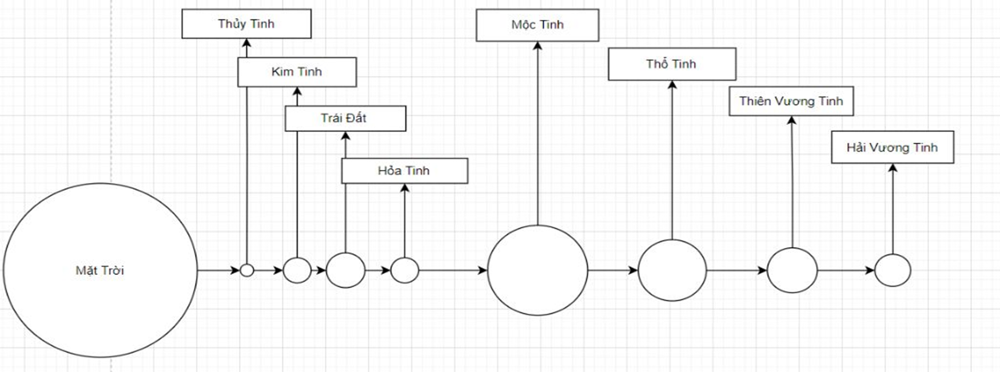 Thủy Tinh
Kim Tinh
Trái Đất
Hỏa Tinh
Mộc Tinh
Thổ Tinh
Thiên Vương Tinh
Hải Vương Tinh
Mặt Trời